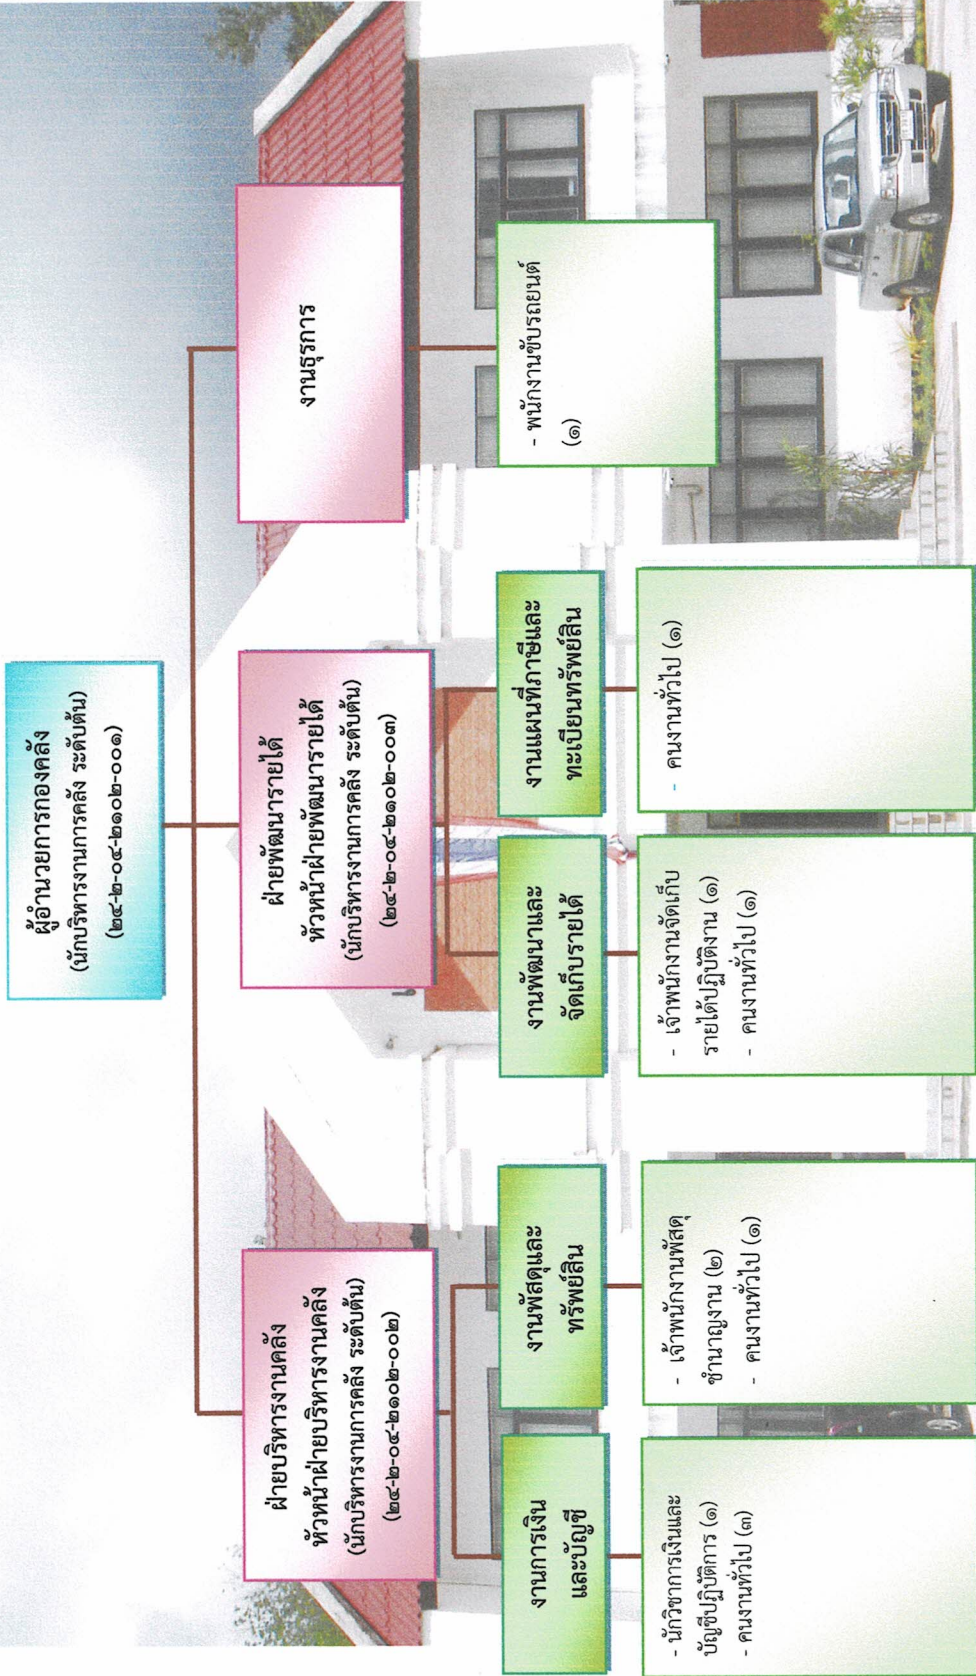 ผู้อำนวยการกองคลัง
(นักบริหารงานการคลัง ระดับต้น)
(๒๔-๒-๐๔-๒๑๐๒-๐๐๑)
ฝ่ายบริหารงานคลัง
หัวหน้าฝ่ายบริหารงานคลัง
(นักบริหารงานการคลัง ระดับต้น)
(๒๔-๒-๐๔-๒๑๐๒-๐๐๒)
ฝ่ายพัฒนารายได้
หัวหน้าฝ่ายพัฒนารายได้
(นักบริหารงานการคลัง ระดับต้น)
(๒๔-๒-๐๔-๒๑๐๒-๐๐๓)
งานธุรการ
งานการเงิน
และบัญชี
งานพัสดุและ
ทรัพย์สิน
งานพัฒนาและ
จัดเก็บรายได้
งานแผนที่ภาษีและ
ทะเบียนทรัพย์สิน
- พนักงานขับรถยนต์
(๑)
- นักวิชาการเงินและ
บัญชีปฏิบัติการ (๑)
- คนงานทั่วไป (๓)
- เจ้าพนักงานพัสดุ
ชำนาญงาน (๒)
- คนงานทั่วไป (๑)
- เจ้าพนักงานจัดเก็บ
รายได้ปฏิบัติงาน (๑)
- คนงานทั่วไป (๑)
- คนงานทั่วไป (๑)